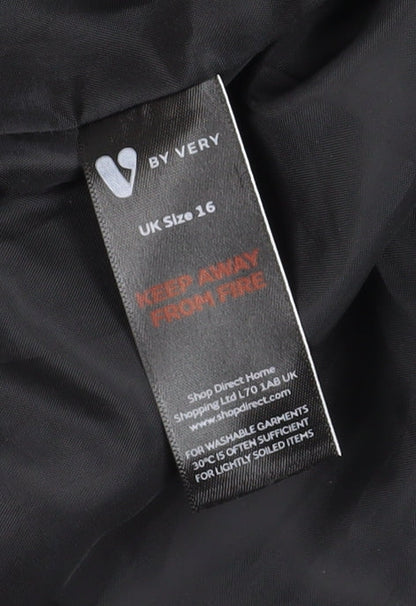 V BY VERY
UK Size 16
KEEP AWAY
FROM FIRE
Shop Direct Home
Shopping Ltd L70 1AB UK
www.shopdirect.com
FOR WASHABLE GARMENTS
30°C IS OFTEN SUFFICIENT
FOR LIGHTLY SOILED ITEMS